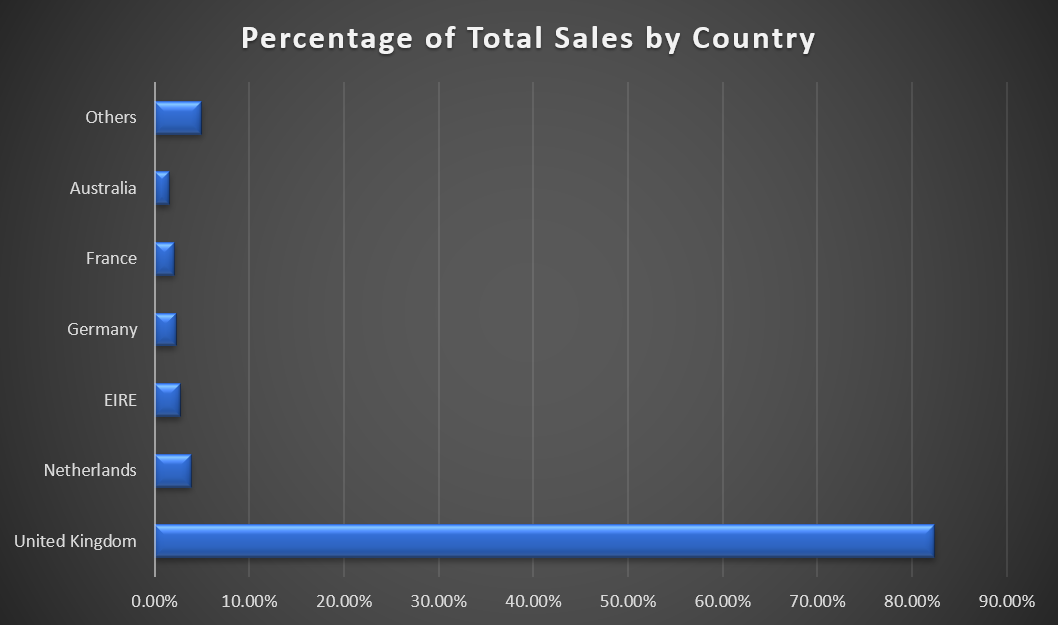 Percentage of Total Sales by Country
Others
Australia
France
Germany
EIRE
Netherlands
United Kingdom
0.00% 10.00% 20.00% 30.00% 40.00% 50.00% 60.00% 70.00% 80.00% 90.00%